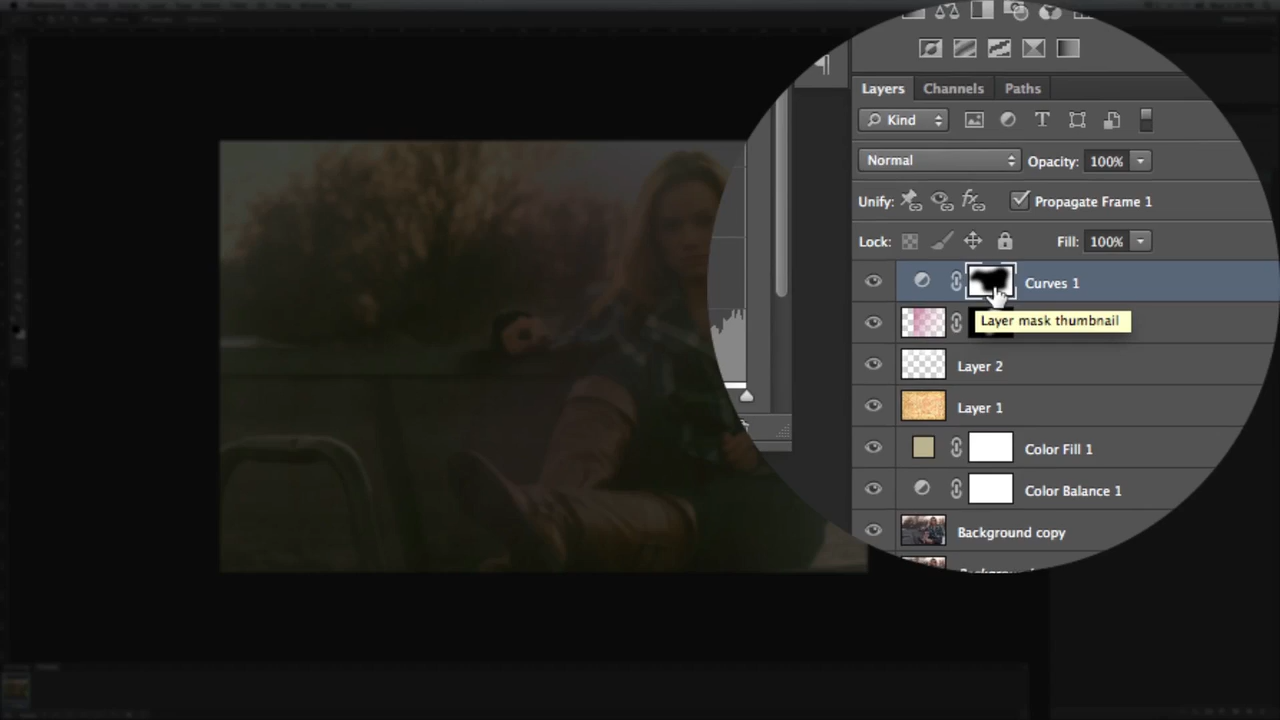 Layers Channels Paths
Kind
Normal Opacity: 100%
Unify: Propagate Frame 1
Lock: Fill: 100%
Curves 1
Layer mask thumbnail
Layer 2
Layer 1
Color Fill 1
Color Balance 1
Background copy